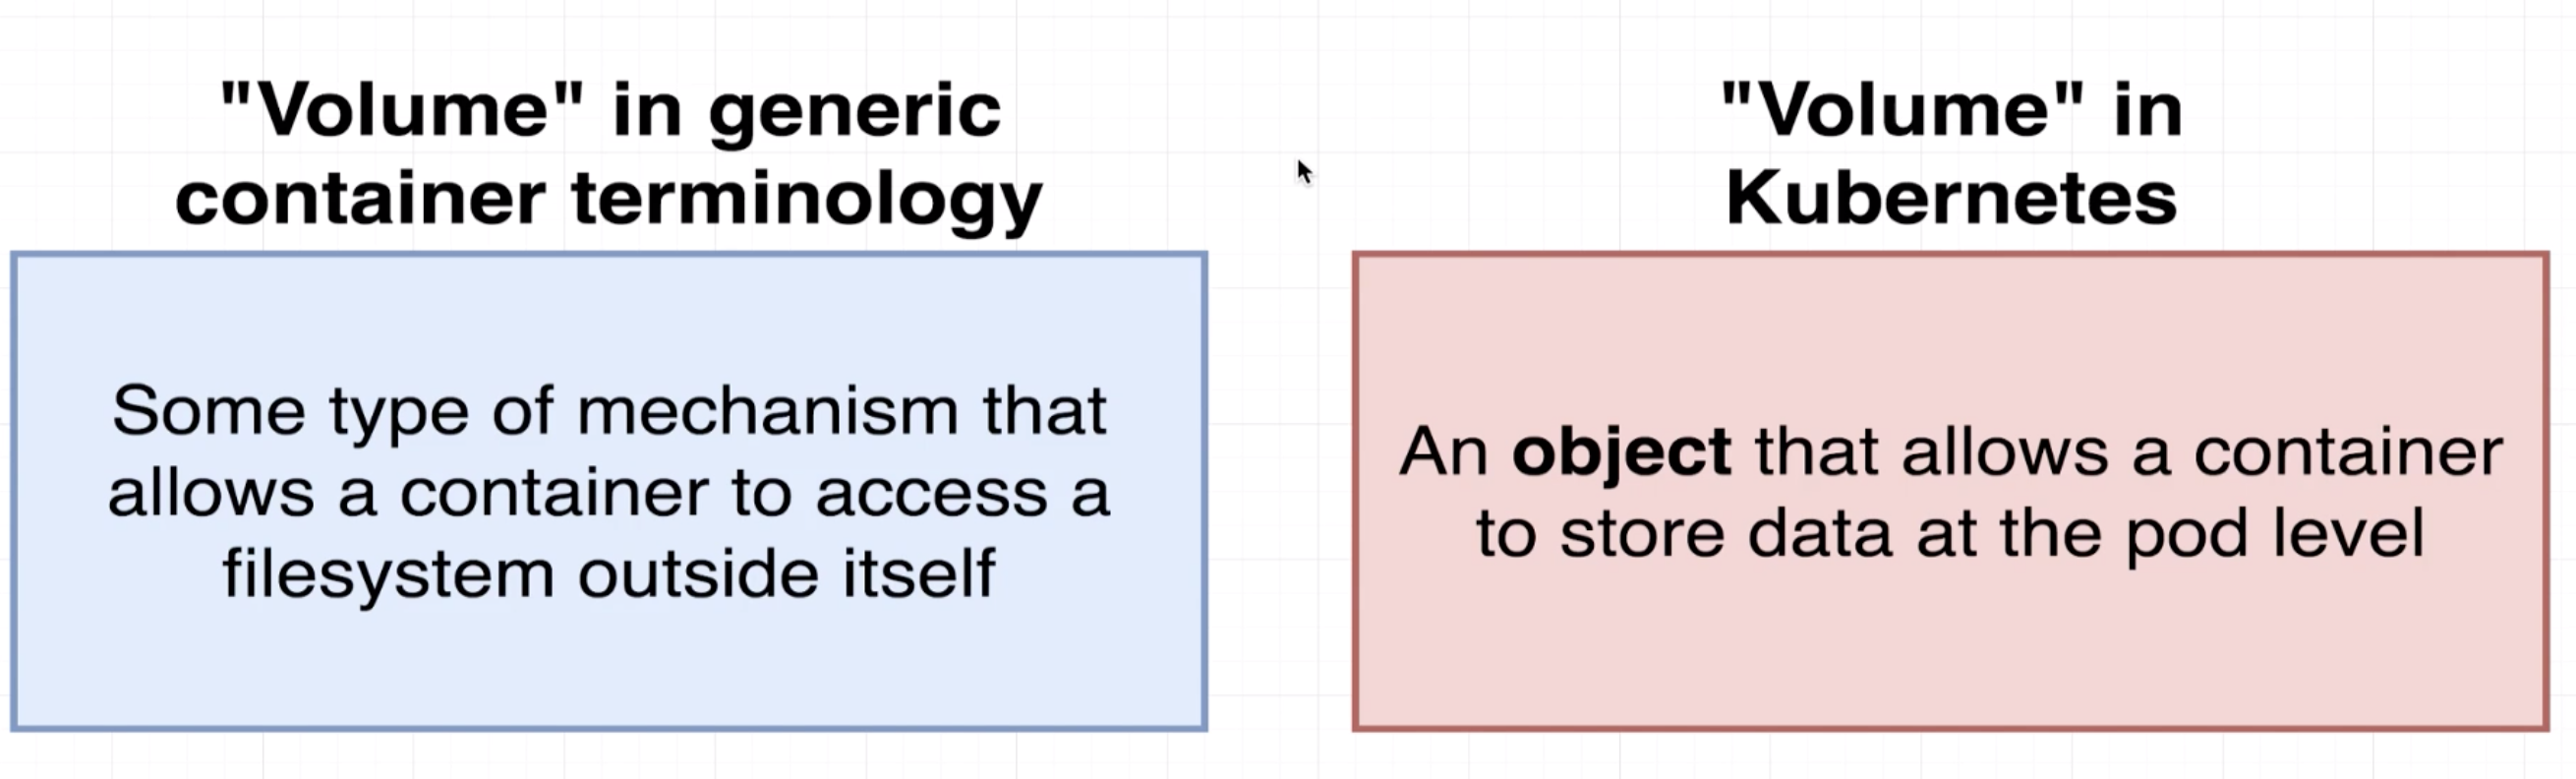 "Volume" in generic
container terminology
Some type of mechanism that
allows a container to access a
filesystem outside itself
"Volume" in
Kubernetes
An object that allows a container
to store data at the pod level